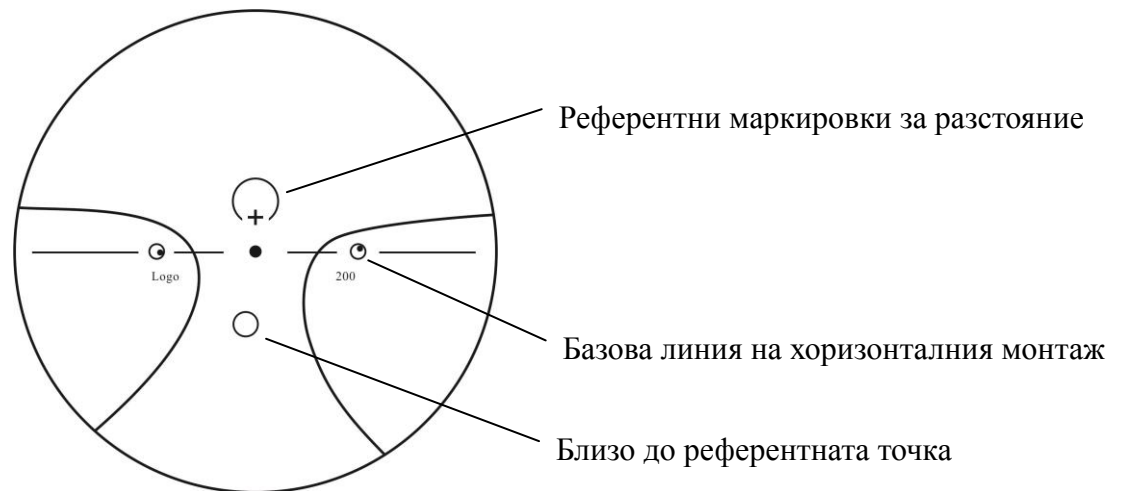 Референтни маркировки за разстояние
Logo
200
Базова линия на хоризонталния монтаж
Близо до референтната точка